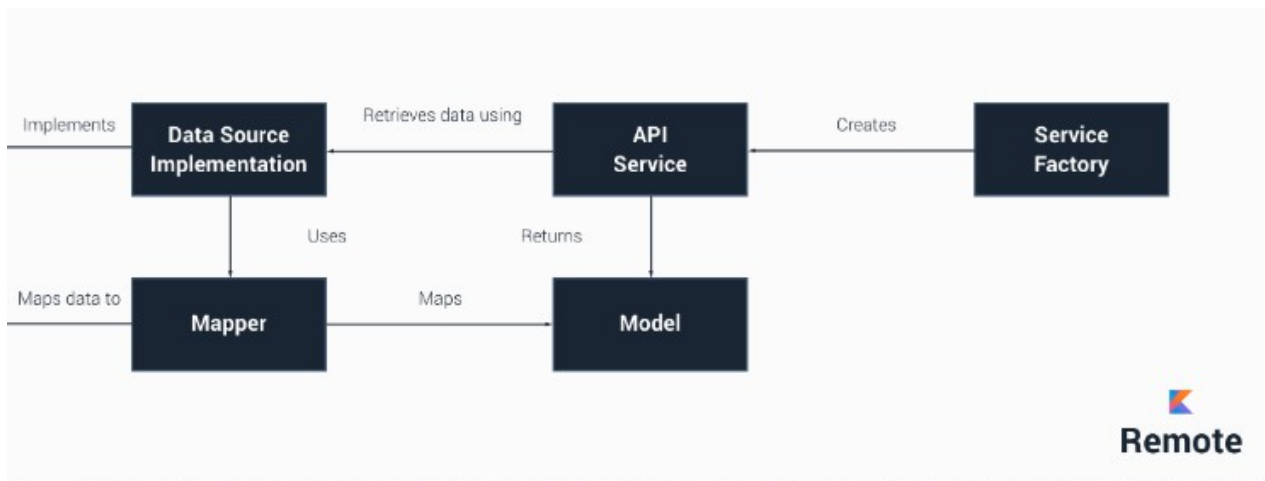 Implements
Data Source
Implementation
Retrieves data using
API
Service
Creates
Service
Factory
Uses
Returns
Maps data to
Mapper
Maps
Model
Remote